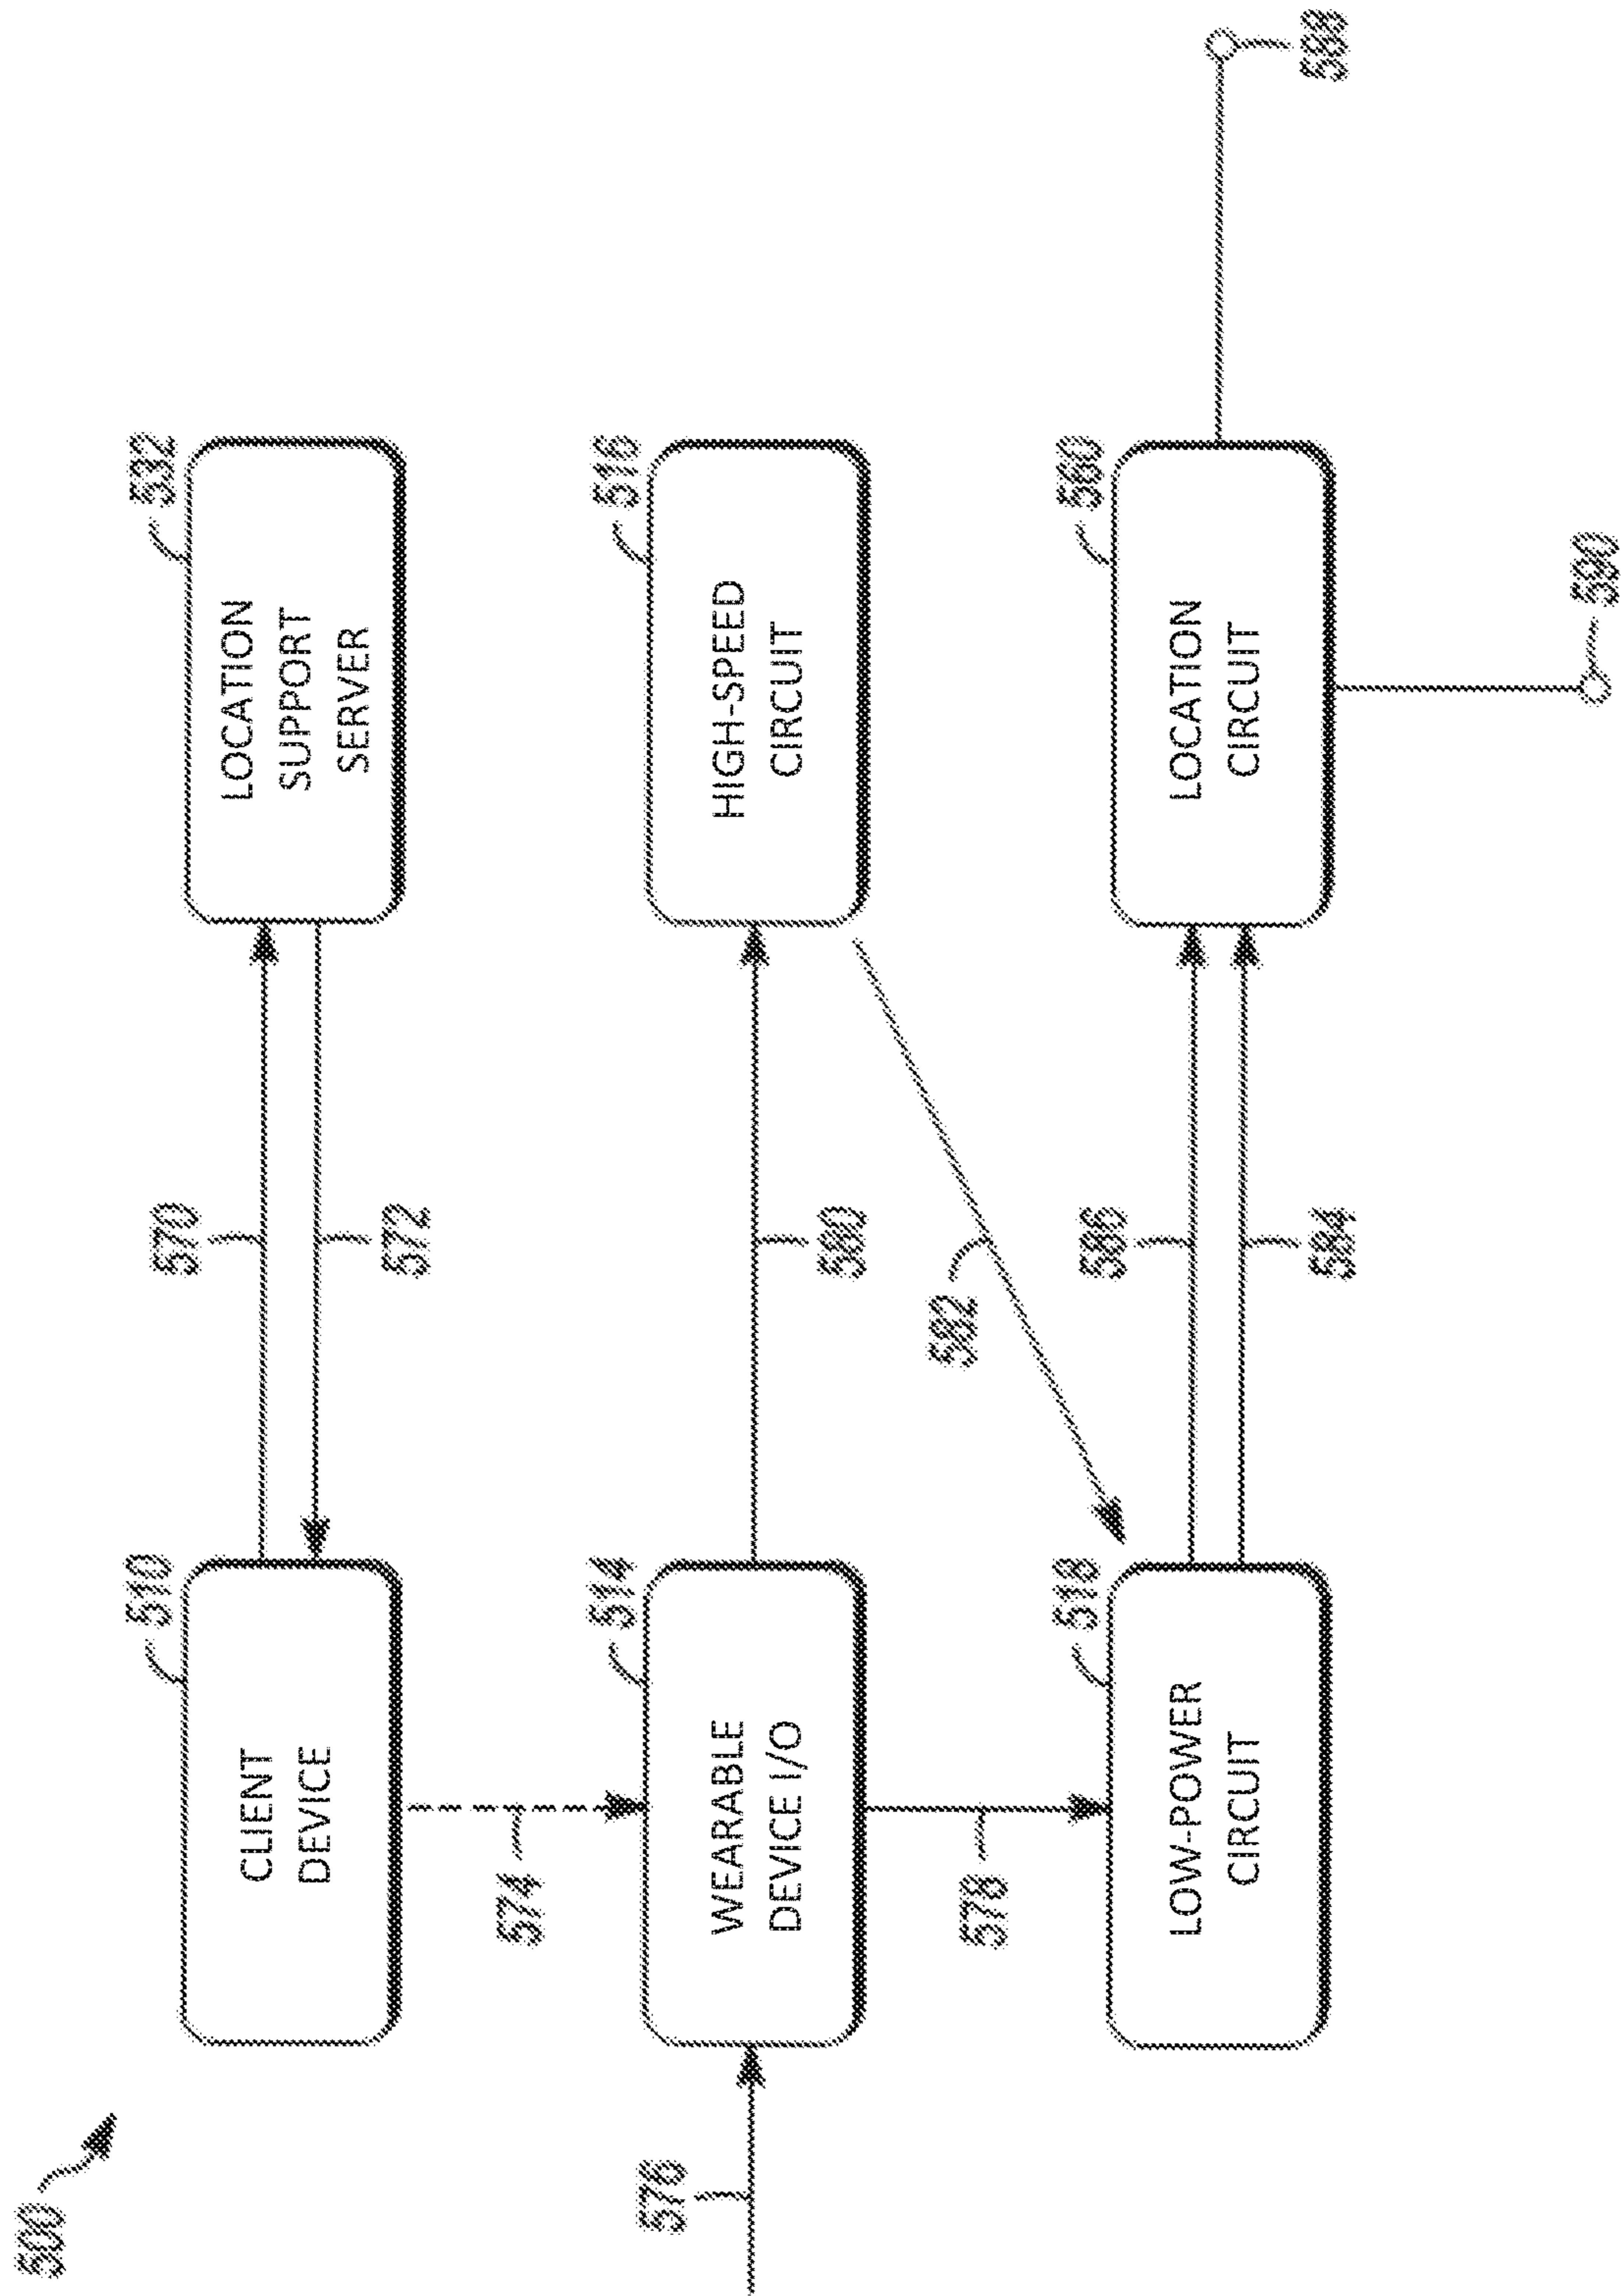 500
510
CLIENT
DEVICE
570
572
532
LOCATION
SUPPORT
SERVER
574
576
514
WEARABLE
DEVICE I/O
580
516
HIGH-SPEED
CIRCUIT
578
582
518
LOW-POWER
CIRCUIT
586
584
560
LOCATION
CIRCUIT
588
590